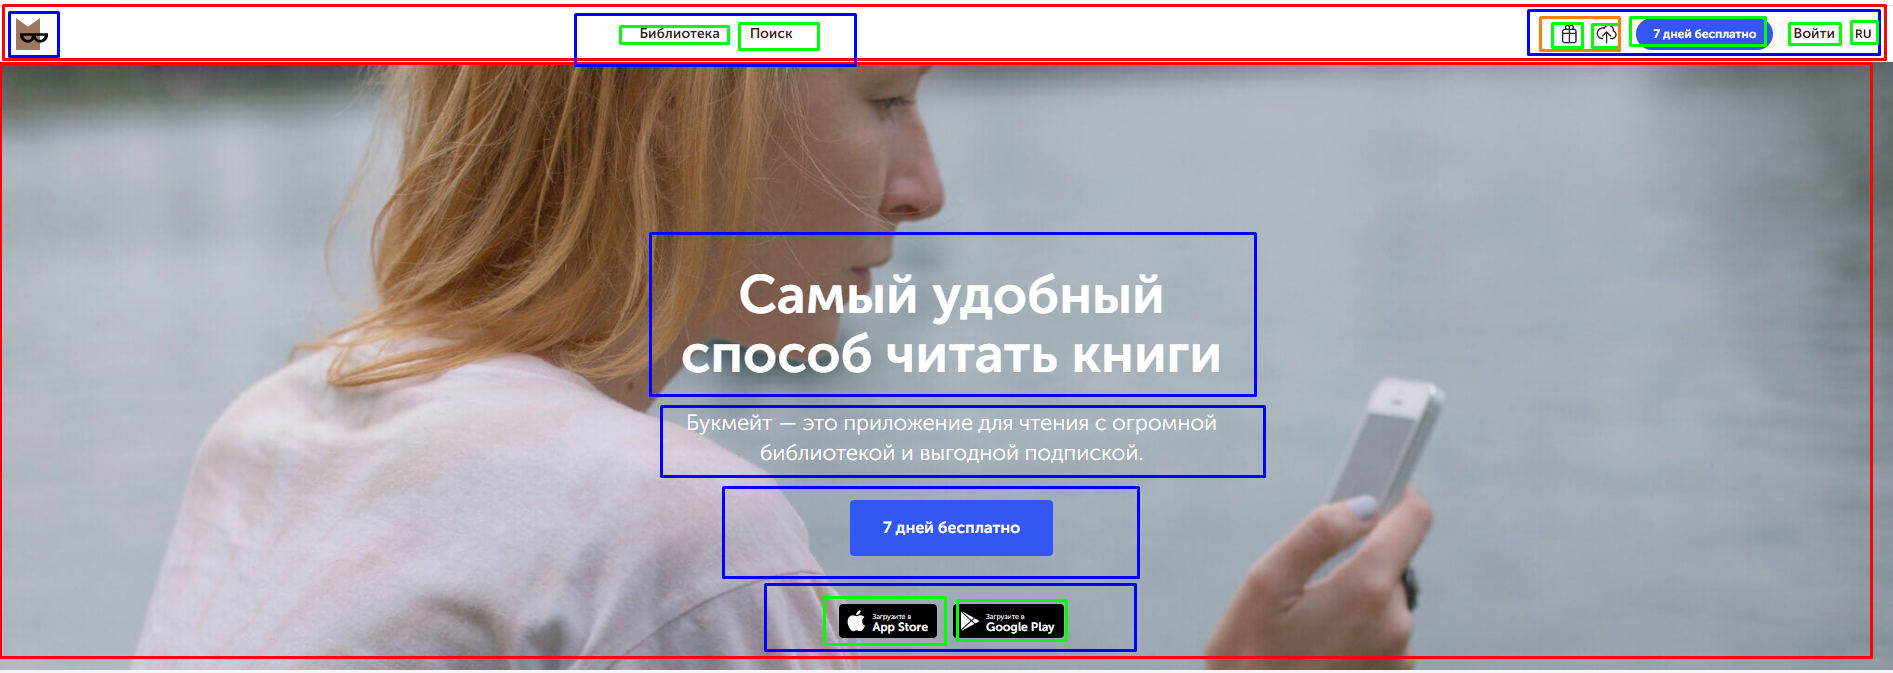 Библиотека
Поиск
7 дней бесплатно
Войти
RU
Самый удобный
способ читать книги
Букмейт — это приложение для чтения с огромной
библиотекой и выгодной подпиской.
7 дней бесплатно
Загрузите в
App Store
Загрузите в
Google Play